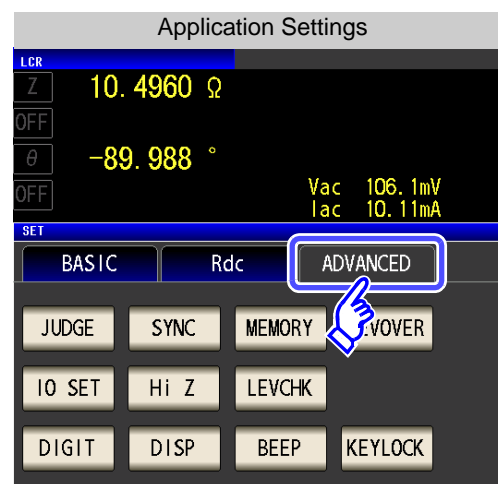 Application Settings
LCR
Z 10.4960 Ω
OFF
θ -89.988 °
OFF
Vac 106.1mV
Iac 10.11mA
SET
BASIC Rdc ADVANCED
JUDGE SYNC MEMORY VOVER
IO SET Hi Z LEVCHK
DIGIT DISP BEEP KEYLOCK